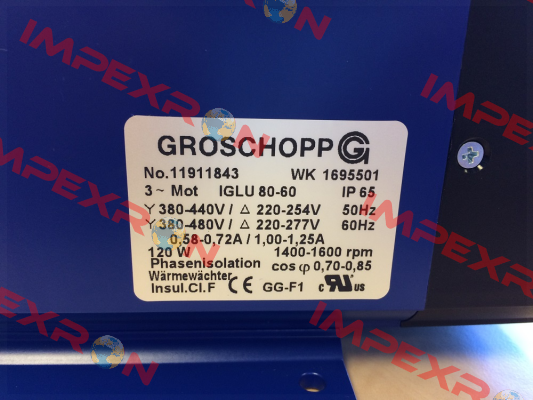 IMPEXRON
GROSCHOPP
No.11911843 WK 1695501
3 ~ Mot IGLU 80-60 IP 65
Y 380-440V / Δ 220-254V 50Hz
Y 380-480V / Δ 220-277V 60Hz
0,58-0,72A / 1,00-1,25A
120 W 1400-1600 rpm
Phasenisolation cos φ 0,70-0,85
Wärmewächter
Insul.Cl.F CE GG-F1 c RU us
IMPEXRON